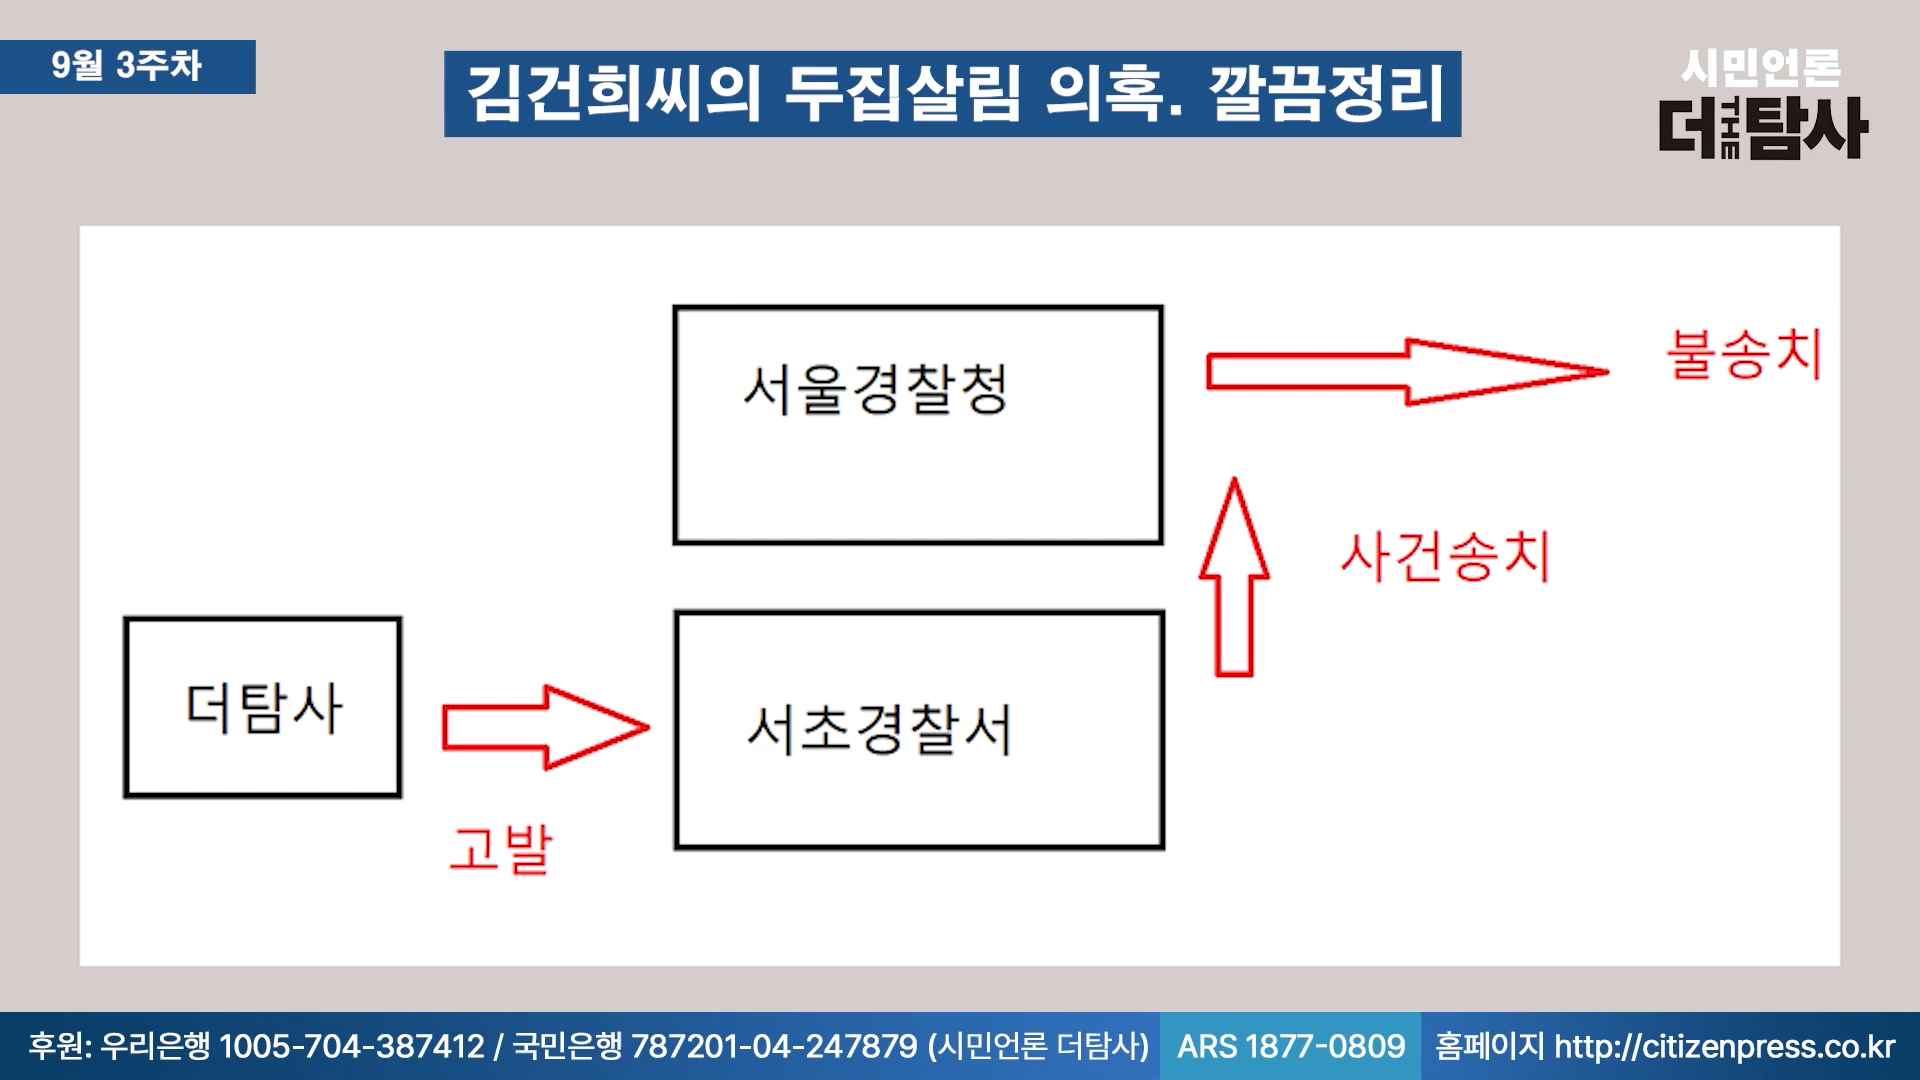 9월 3주차
김건희씨의 두집살림 의혹. 깔끔정리
시민언론
더THE탐사
서울경찰청
불송치
사건송치
더탐사
서초경찰서
고발
후원: 우리은행 1005-704-387412 / 국민은행 787201-04-247879 (시민언론 더탐사) ARS 1877-0809 홈페이지 http://citizenpress.co.kr